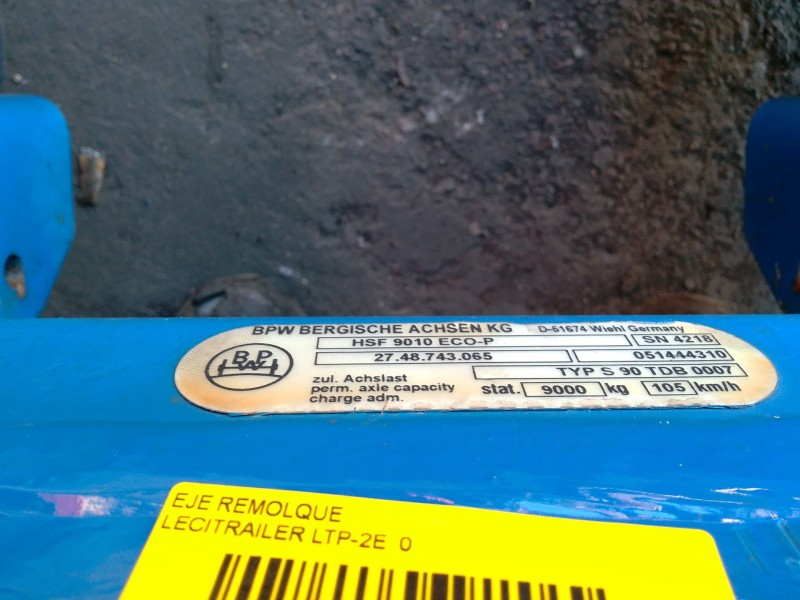 BPW BERGISCHE ACHSEN KG D-51674 Wiehl Germany
HSF 9010 ECO-P SN 4218
27.48.743.065 051444310
TYP S 90 TDB 0007
BPW
zul. Achslast
perm. axle capacity stat. 9000 kg 105 km/h
charge adm.
EJE REMOLQUE
LECITRAILER LTP-2E 0